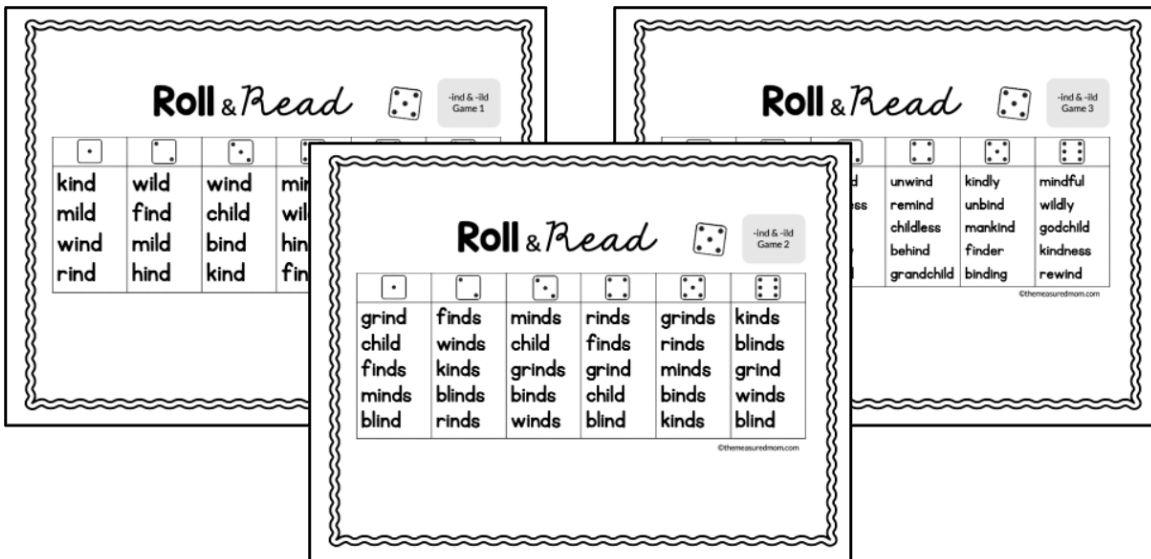 Roll & Read
-ind & -ild
Game 1
kind wild wind
mild find child
wind mild bind
rind hind kind
Roll & Read
-ind & -ild
Game 2
grind finds minds rinds grinds kinds
child winds child finds rinds blinds
finds kinds grinds grind minds grind
minds blinds binds child binds winds
blind rinds winds blind kinds blind
©themeasuredmom.com
Roll & Read
-ind & -ild
Game 3
unwind kindly mindful
remind unbind wildly
childless mankind godchild
behind finder kindness
grandchild binding rewind
©themeasuredmom.com